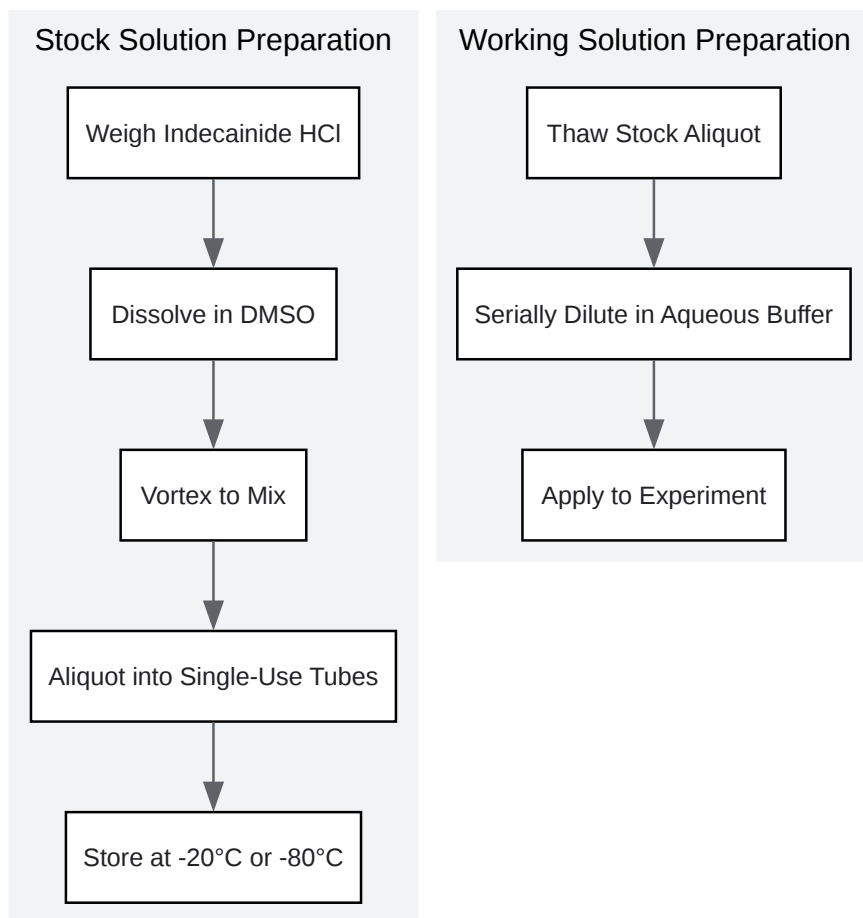 Stock Solution Preparation
Weigh Indecainide HCl
Dissolve in DMSO
Vortex to Mix
Aliquot into Single-Use Tubes
Store at -20°C or -80°C
Working Solution Preparation
Thaw Stock Aliquot
Serially Dilute in Aqueous Buffer
Apply to Experiment